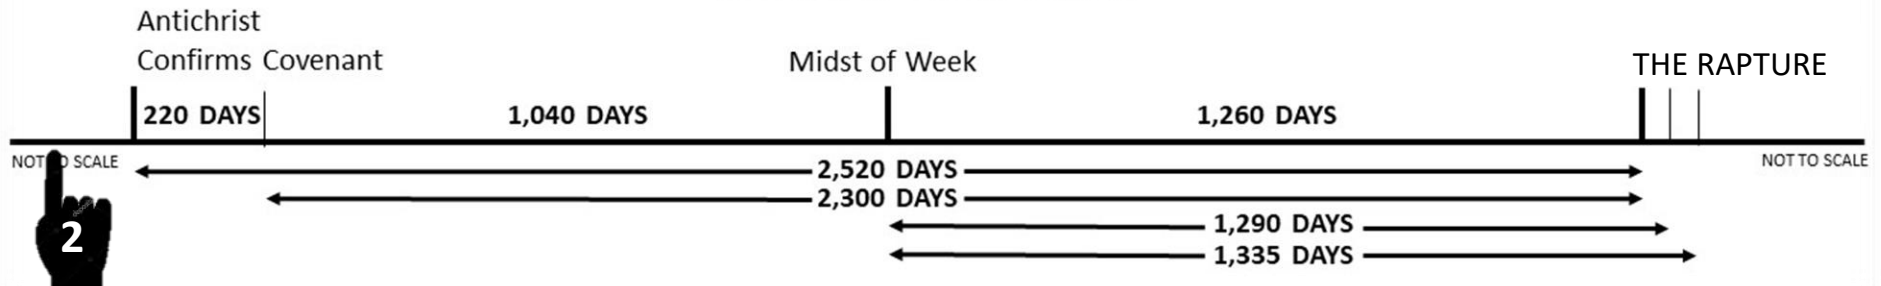 Antichrist
Confirms Covenant
Midst of Week
THE RAPTURE
220 DAYS
1,040 DAYS
1,260 DAYS
NOT TO SCALE
NOT TO SCALE
2,520 DAYS
2,300 DAYS
1,290 DAYS
1,335 DAYS
2